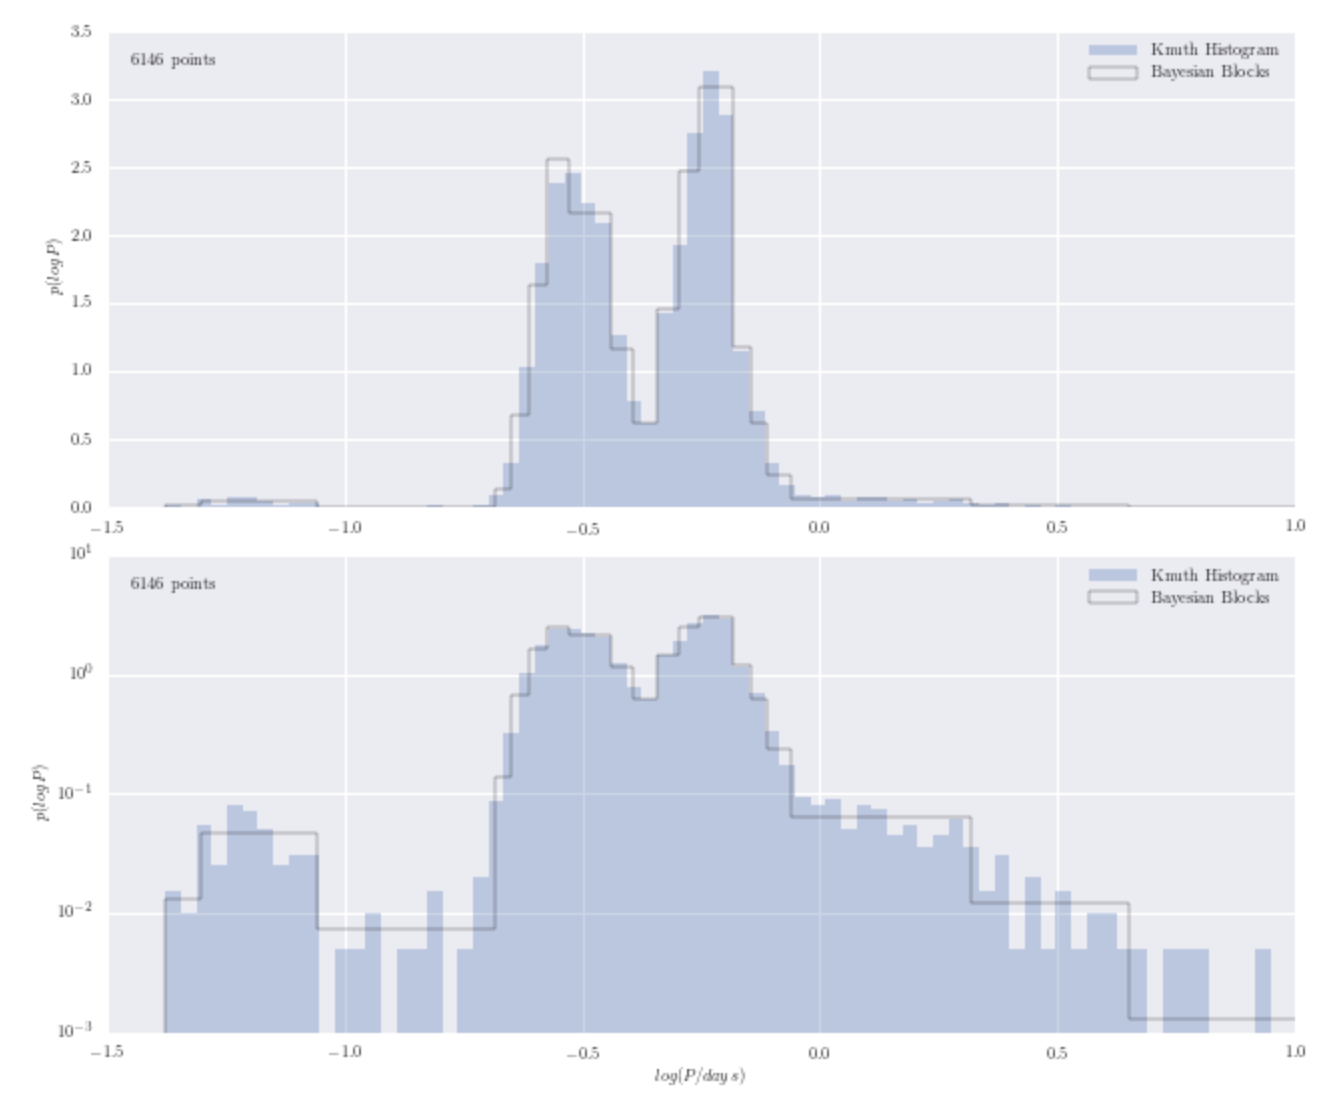 3.5
6146 points
Knuth Histogram
Bayesian Blocks
3.0
2.5
2.0
p(log P)
1.5
1.0
0.5
0.0
−1.5 −1.0 −0.5 0.0 0.5 1.0
10¹
6146 points
Knuth Histogram
Bayesian Blocks
10⁰
p(log P)
10⁻¹
10⁻²
10⁻³
−1.5 −1.0 −0.5 0.0 0.5 1.0
log(P/day s)